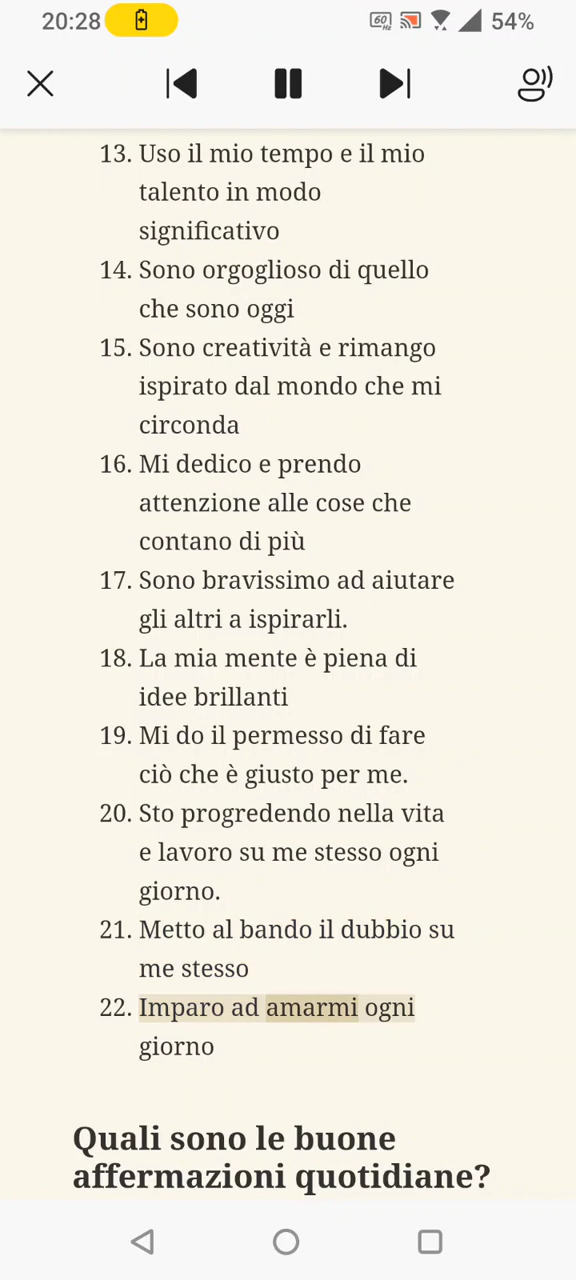 20:28
60
Hz
54%
13. Uso il mio tempo e il mio
talento in modo
significativo
14. Sono orgoglioso di quello
che sono oggi
15. Sono creatività e rimango
ispirato dal mondo che mi
circonda
16. Mi dedico e prendo
attenzione alle cose che
contano di più
17. Sono bravissimo ad aiutare
gli altri a ispirarli.
18. La mia mente è piena di
idee brillanti
19. Mi do il permesso di fare
ciò che è giusto per me.
20. Sto progredendo nella vita
e lavoro su me stesso ogni
giorno.
21. Metto al bando il dubbio su
me stesso
22. Imparo ad amarmi ogni
giorno
Quali sono le buone
affermazioni quotidiane?